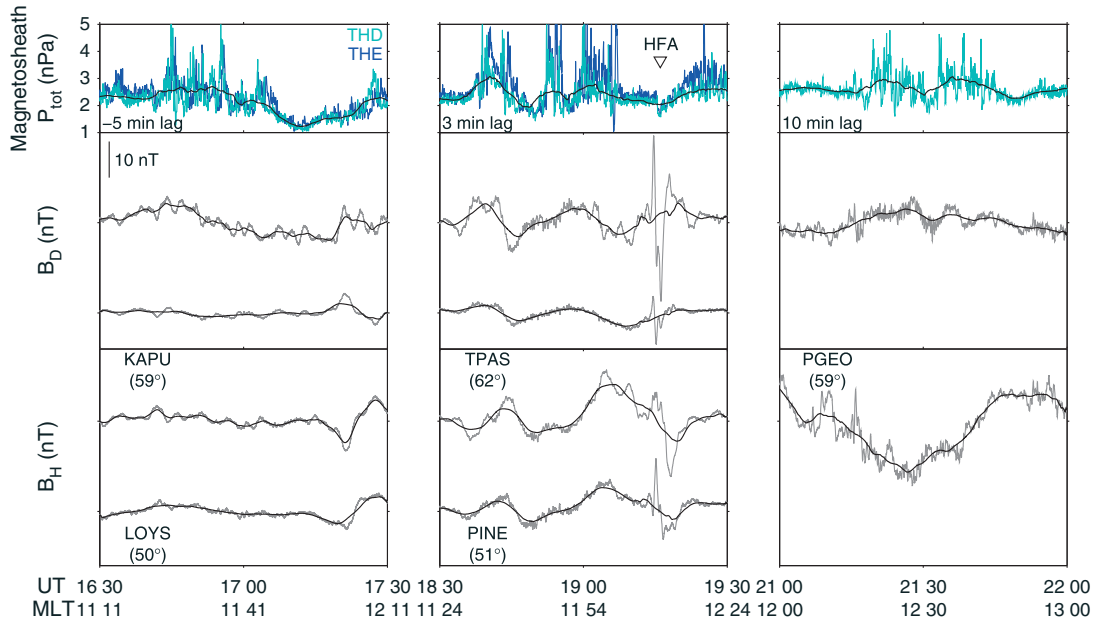 Magnetosheath
P_tot (nPa)
5
4
3
2
1
THD
THE
–5 min lag
HFA
3 min lag
10 min lag
10 nT
B_D (nT)
B_H (nT)
KAPU
(59°)
TPAS
(62°)
PGEO
(59°)
LOYS
(50°)
PINE
(51°)
UT 16 30 17 00 17 30 18 30 19 00 19 30 21 00 21 30 22 00
MLT 11 11 11 41 12 11 11 24 11 54 12 24 12 00 12 30 13 00